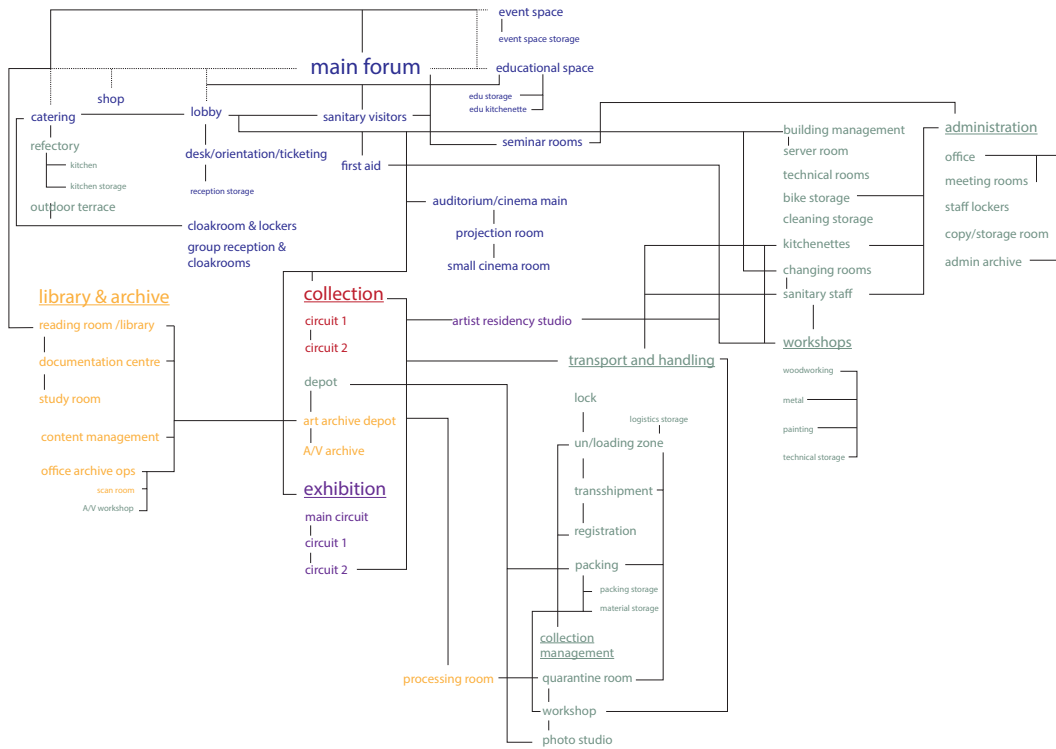 event space
event space storage
main forum
educational space
shop
edu storage
edu kitchenette
catering
lobby
sanitary visitors
refectory
desk/orientation/ticketing
first aid
seminar rooms
kitchen
kitchen storage
reception storage
outdoor terrace
cloakroom & lockers
group reception &
cloakrooms
auditorium/cinema main
projection room
small cinema room
building management
server room
technical rooms
bike storage
cleaning storage
kitchenettes
changing rooms
sanitary staff
administration
office
meeting rooms
staff lockers
copy/storage room
admin archive
library & archive
reading room /library
documentation centre
study room
content management
office archive ops
scan room
A/V workshop
collection
circuit 1
circuit 2
depot
art archive depot
A/V archive
exhibition
main circuit
circuit 1
circuit 2
artist residency studio
transport and handling
lock
logistics storage
un/loading zone
transshipment
registration
packing
packing storage
material storage
collection
management
processing room
quarantine room
workshop
photo studio
workshops
woodworking
metal
painting
technical storage